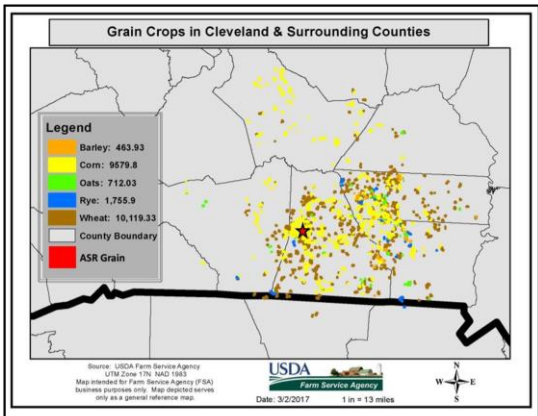 Grain Crops in Cleveland & Surrounding Counties
Legend
Barley: 463.93
Corn: 9579.8
Oats: 712.03
Rye: 1,755.9
Wheat: 10,119.33
County Boundary
ASR Grain
Source: USDA Farm Service Agency
UTM Zone 17N NAD 1983
Map intended for Farm Service Agency (FSA)
business purposes only. Map depicted serves
only as a general reference map.
USDA
Farm Service Agency
Date: 3/2/2017
1 in = 13 miles
N
W
E
S